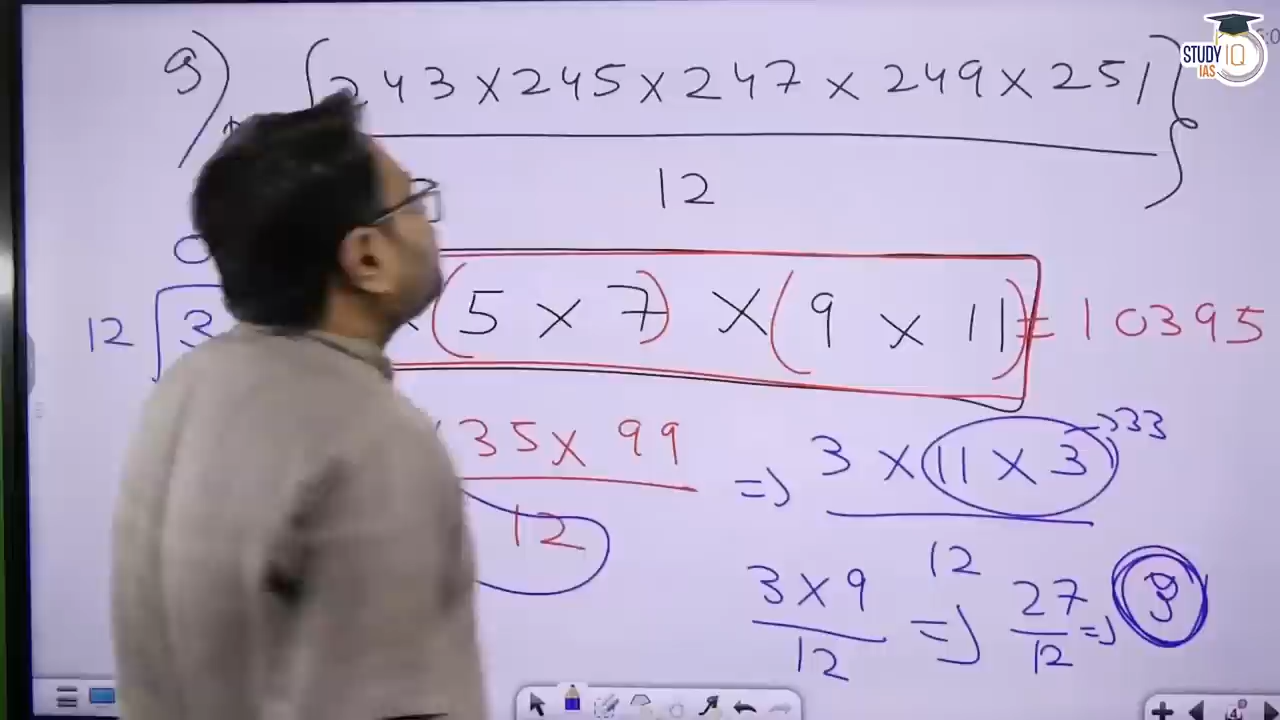 9) { 243 × 245 × 247 × 249 × 251 }
12
STUDY IQ
IAS
12 3 (5 × 7) × (9 × 11) = 10395
35 × 99
12
=> 3 × 11 × 3 → 33
12
3 × 9 => 27 => 3
12 12